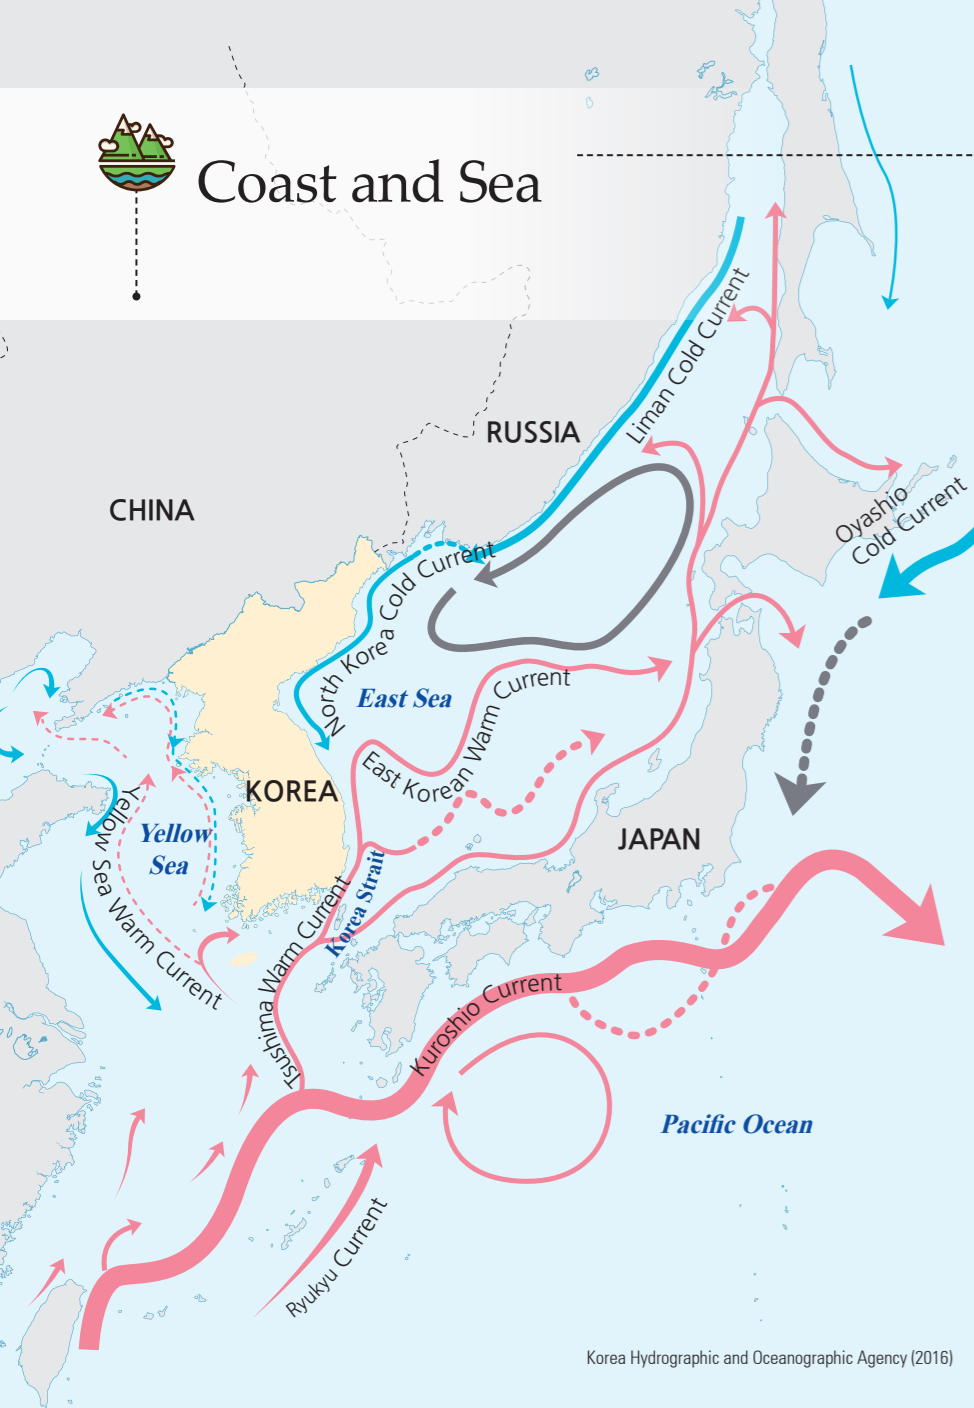 Coast and Sea
Liman Cold Current
RUSSIA
CHINA
Oyashio
Cold Current
North Korea Cold Current
East Sea
East Korean Warm Current
KOREA
Yellow
Sea
Yellow Sea Warm Current
JAPAN
Korea Strait
Tsushima Warm Current
Kuroshio Current
Pacific Ocean
Ryukyu Current
Korea Hydrographic and Oceanographic Agency (2016)